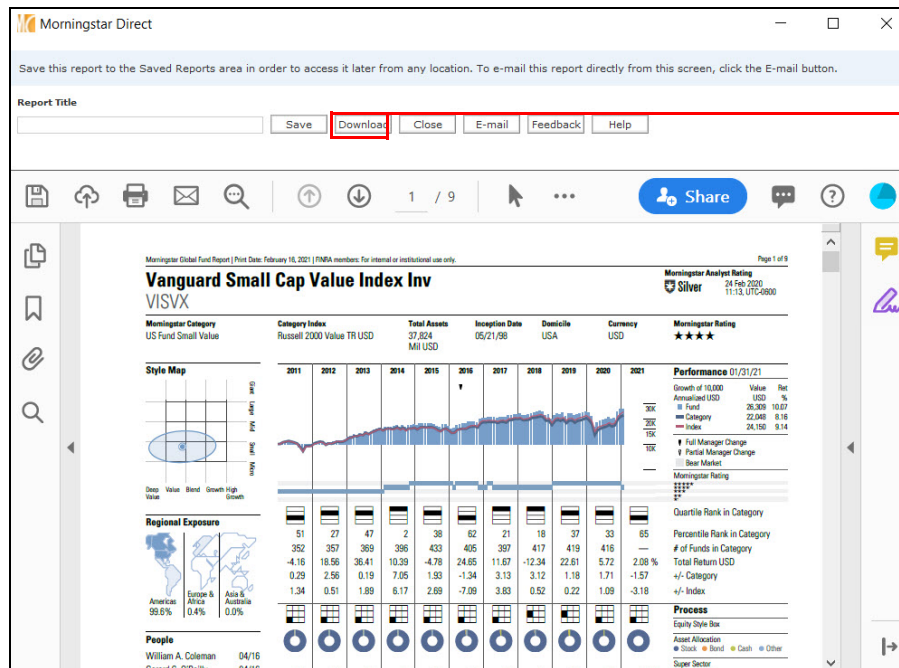 Morningstar Direct
Save this report to the Saved Reports area in order to access it later from any location. To e-mail this report directly from this screen, click the E-mail button.
Report Title
Save Download Close E-mail Feedback Help
1 / 9 Share
Morningstar Global Fund Report | Print Date: February 16, 2021 | FINRA members: For internal or institutional use only. Page 1 of 9
Vanguard Small Cap Value Index Inv
VISVX
Morningstar Analyst Rating
Silver 24 Feb 2020
11:13, UTC-0600
Morningstar Category Category Index Total Assets Inception Date Domicile Currency Morningstar Rating
US Fund Small Value Russell 2000 Value TR USD 37,824 05/21/98 USA USD ★★★★
Mil USD
Style Map 2011 2012 2013 2014 2015 2016 2017 2018 2019 2020 2021 Performance 01/31/21
Giant Large Mid Small Micro
Deep Value Value Blend Growth High Growth
30K
20K
15K
10K
Growth of 10,000 Value Ret
Annualized USD USD %
Fund 26,309 10.07
Category 22,048 8.16
Index 24,150 9.14
Full Manager Change
Partial Manager Change
Bear Market
Morningstar Rating
Regional Exposure
Quartile Rank in Category
51 27 47 2 38 62 21 18 37 33 65 Percentile Rank in Category
352 357 369 396 433 405 397 417 419 416 — # of Funds in Category
-4.16 18.56 36.41 10.39 -4.78 24.65 11.67 -12.34 22.61 5.72 2.08 % Total Return USD
0.29 2.56 0.19 7.05 1.93 -1.34 3.13 3.12 1.18 1.71 -1.57 +/- Category
1.34 0.51 1.89 6.17 2.69 -7.09 3.83 0.52 0.22 1.09 -3.18 +/- Index
Americas Europe & Africa Asia & Australia
99.6% 0.4% 0.0%
Process
Equity Style Box
Asset Allocation
Stock Bond Cash Other
Super Sector
People
William A. Coleman 04/16